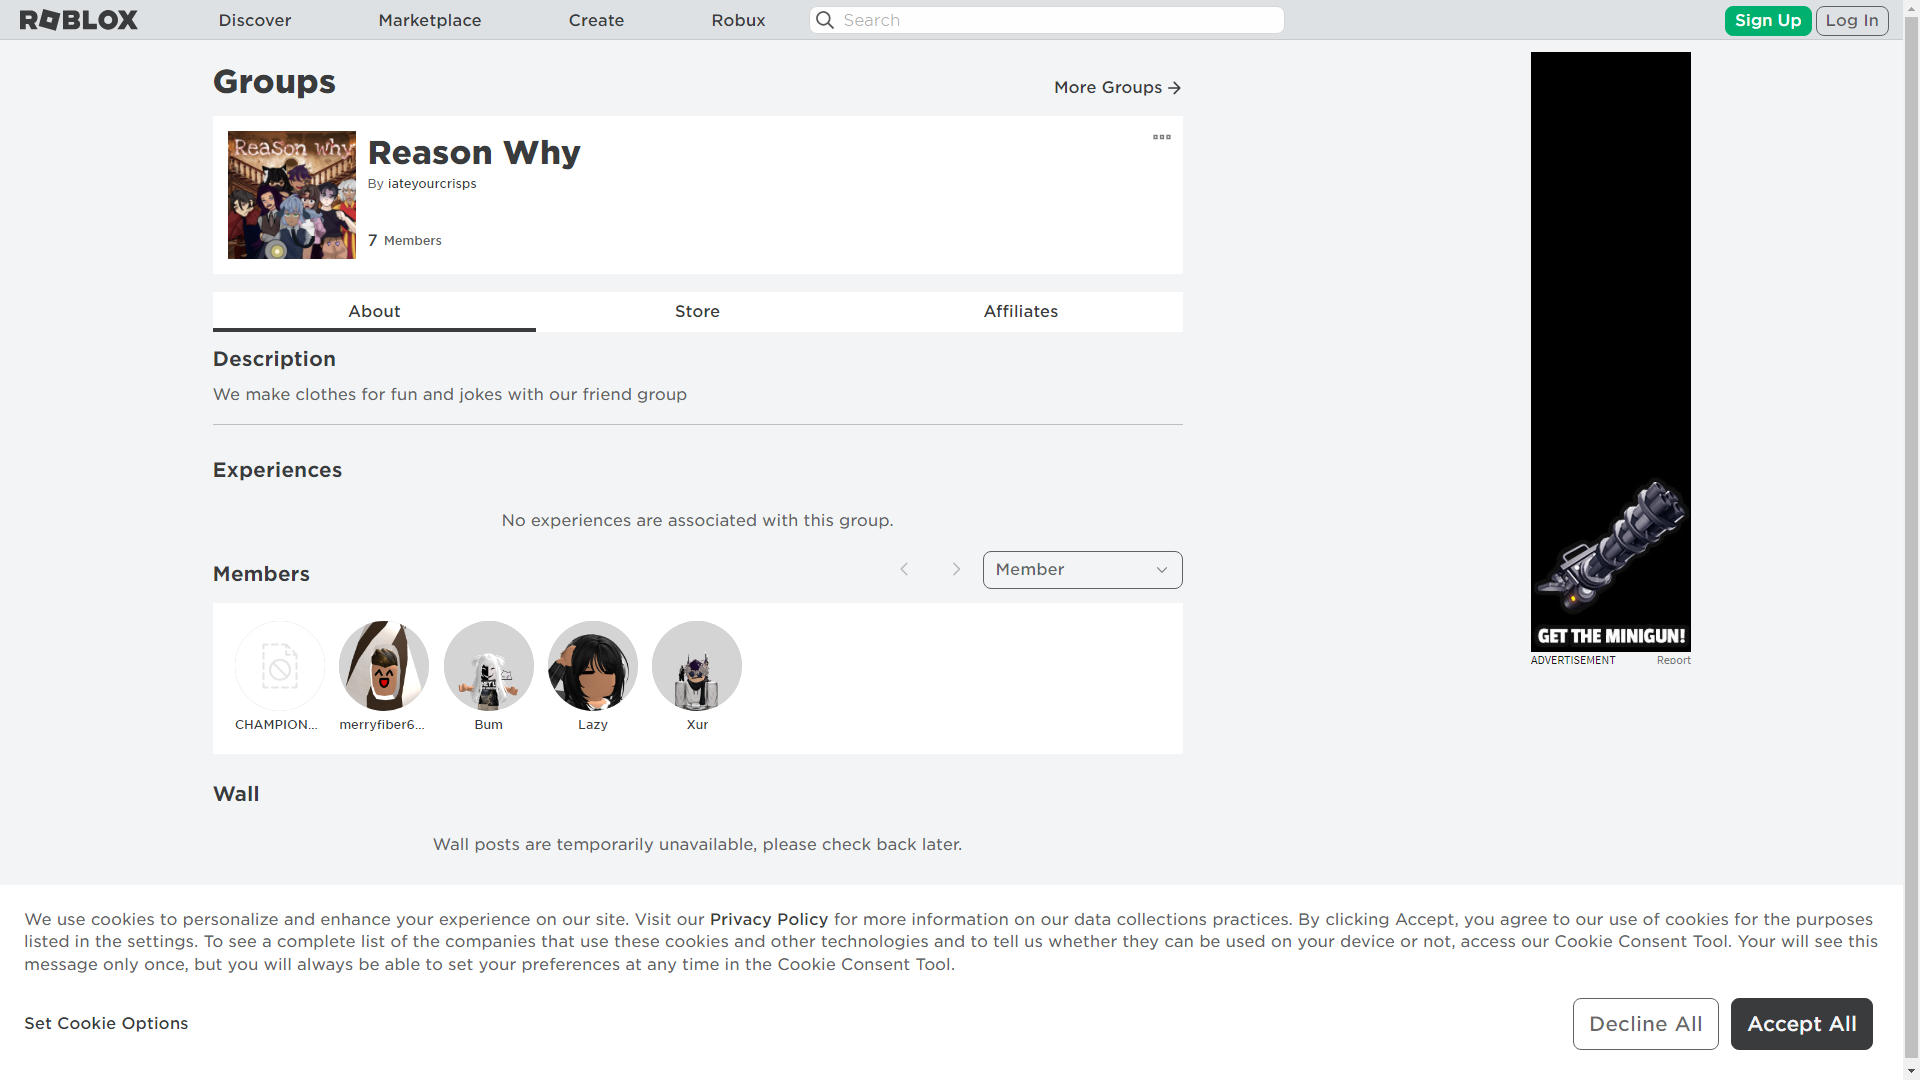 ROBLOX
Discover
Marketplace
Create
Robux
Search
Sign Up
Log In
Groups
More Groups
Reason why
Reason Why
By iateyourcrisps
7 Members
About
Store
Affiliates
Description
We make clothes for fun and jokes with our friend group
Experiences
No experiences are associated with this group.
Members
Member
CHAMPION...
merryfiber6...
Bum
Lazy
Xur
GET THE MINIGUN!
ADVERTISEMENT
Report
Wall
Wall posts are temporarily unavailable, please check back later.
We use cookies to personalize and enhance your experience on our site. Visit our Privacy Policy for more information on our data collections practices. By clicking Accept, you agree to our use of cookies for the purposes
listed in the settings. To see a complete list of the companies that use these cookies and other technologies and to tell us whether they can be used on your device or not, access our Cookie Consent Tool. Your will see this
message only once, but you will always be able to set your preferences at any time in the Cookie Consent Tool.
Set Cookie Options
Decline All
Accept All